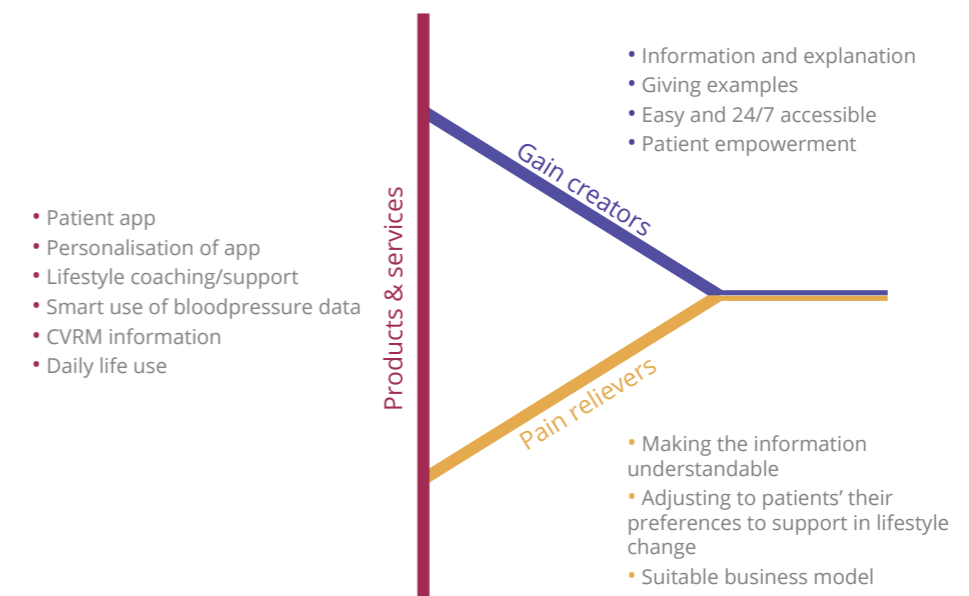 • Patient app
• Personalisation of app
• Lifestyle coaching/support
• Smart use of bloodpressure data
• CVRM information
• Daily life use
Products & services
Gain creators
• Information and explanation
• Giving examples
• Easy and 24/7 accessible
• Patient empowerment
Pain relievers
• Making the information
understandable
• Adjusting to patients’ their
preferences to support in lifestyle
change
• Suitable business model